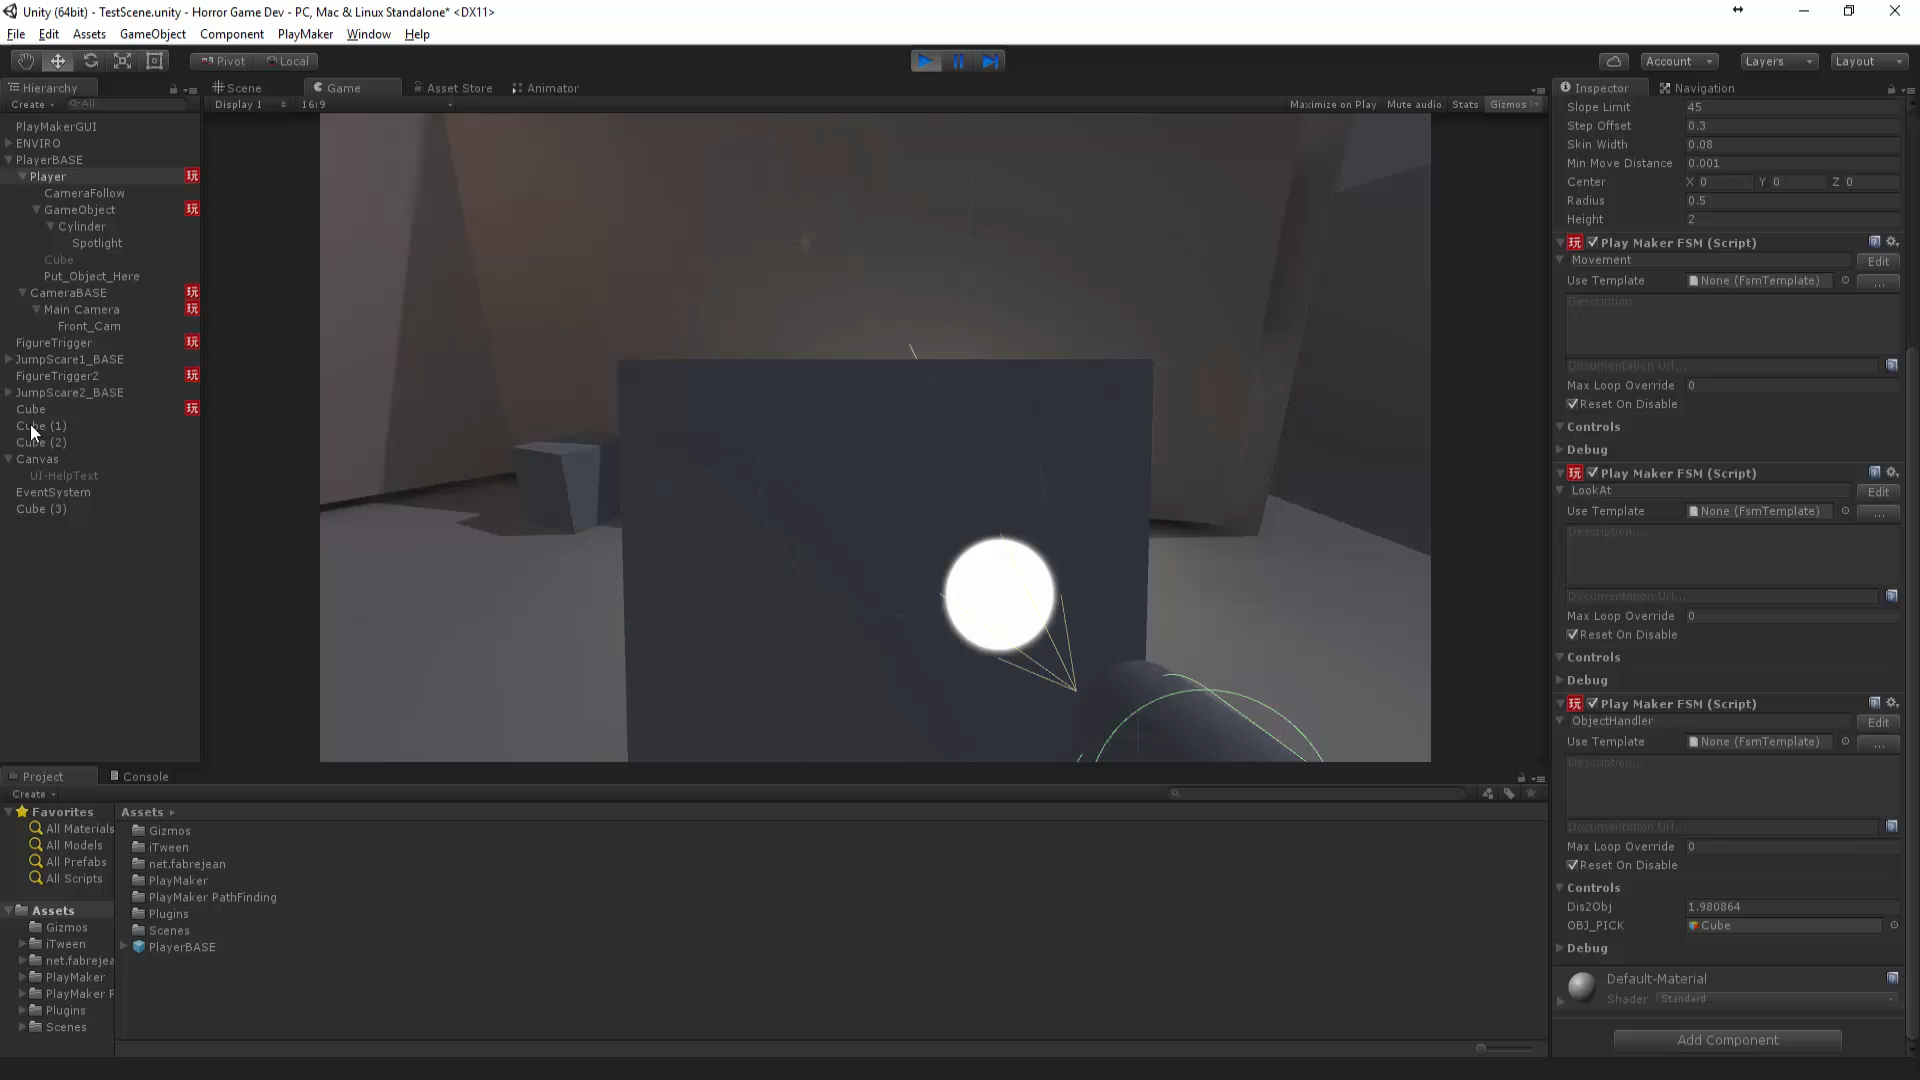 Unity (64bit) - TestScene.unity - Horror Game Dev - PC, Mac & Linux Standalone* <DX11>
File Edit Assets GameObject Component PlayMaker Window Help
Pivot Local Account Layers Layout
Hierarchy Scene Game Asset Store Animator Inspector Navigation
Create All Display 1 16:9 Maximize on Play Mute audio Stats Gizmos
PlayMakerGUI
ENVIRO
PlayerBASE
Player
CameraFollow
GameObject
Cylinder
Spotlight
Cube
Put_Object_Here
CameraBASE
Main Camera
Front_Cam
FigureTrigger
JumpScare1_BASE
FigureTrigger2
JumpScare2_BASE
Cube
Cube (1)
Cube (2)
Canvas
UI-HelpText
EventSystem
Cube (3)
Slope Limit 45
Step Offset 0.3
Skin Width 0.08
Min Move Distance 0.001
Center X 0 Y 0 Z 0
Radius 0.5
Height 2
玩 Play Maker FSM (Script)
Movement Edit
Use Template None (FsmTemplate) ...
Description...
Documentation Url...
Max Loop Override 0
Reset On Disable
Controls
Debug
玩 Play Maker FSM (Script)
LookAt Edit
Use Template None (FsmTemplate) ...
Description...
Documentation Url...
Max Loop Override 0
Reset On Disable
Controls
Debug
玩 Play Maker FSM (Script)
ObjectHandler Edit
Use Template None (FsmTemplate) ...
Description...
Documentation Url...
Max Loop Override 0
Reset On Disable
Controls
Dis2Obj 1.980864
OBJ_PICK Cube
Debug
Default-Material
Shader Standard
Add Component
Project Console
Create
Favorites
All Materials
All Models
All Prefabs
All Scripts
Assets
Gizmos
iTween
net.fabrejea
PlayMaker
PlayMaker P
Plugins
Scenes
Assets
Gizmos
iTween
net.fabrejean
PlayMaker
PlayMaker PathFinding
Plugins
Scenes
PlayerBASE